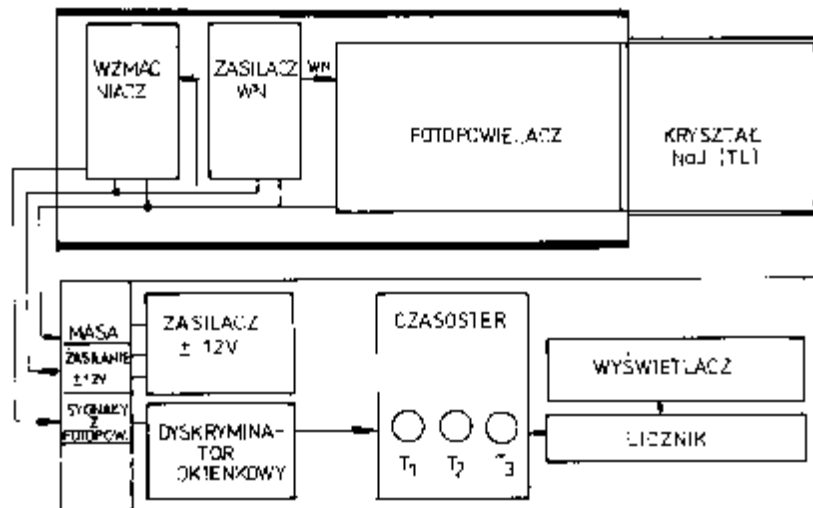 WZMAC
NIACZ
ZASILACZ
WN
WN
FOTOPOWIELACZ
KRYSZTAŁ
NaJ (TL)
MASA
ZASILANIE
± 12V
SYGNAŁY
Z
FOTOPOW.
ZASILACZ
± 12V
DYSKRYMINA-
TOR
OKIENKOWY
CZASOSTER
T1
T2
T3
WYŚWIETLACZ
LICZNIK